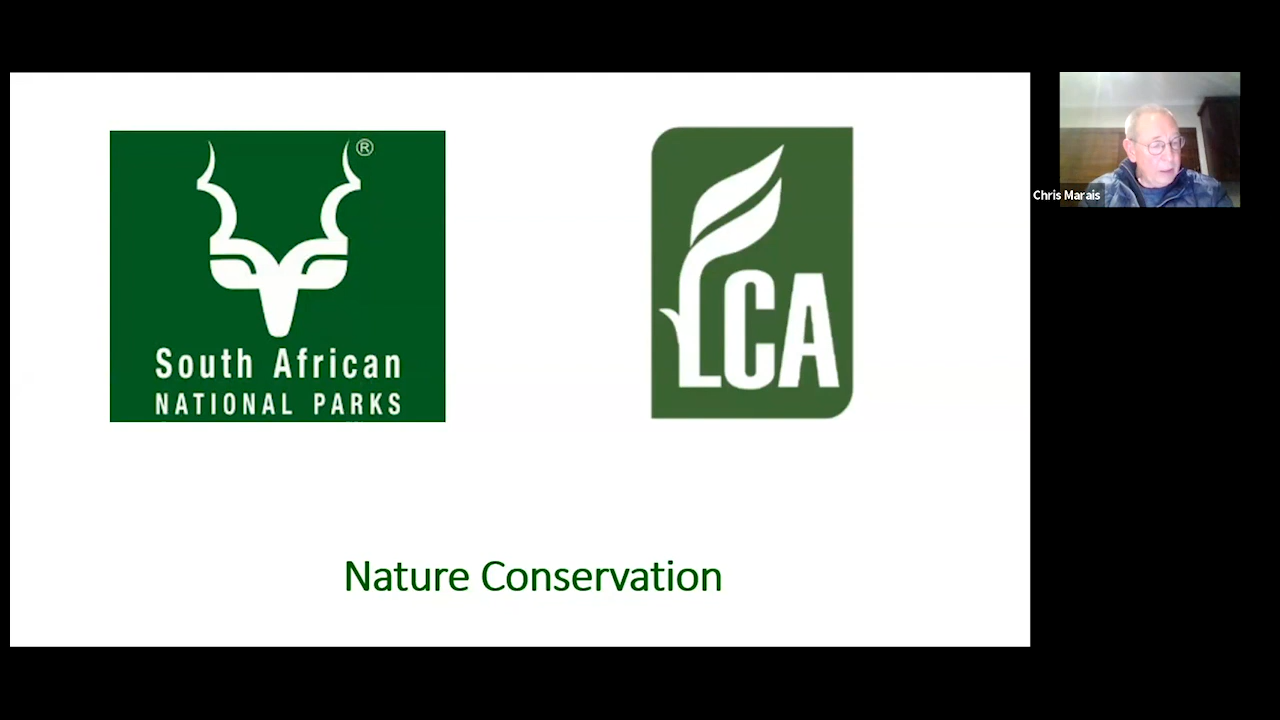 ®
South African
NATIONAL PARKS
LCA
Nature Conservation
Chris Marais